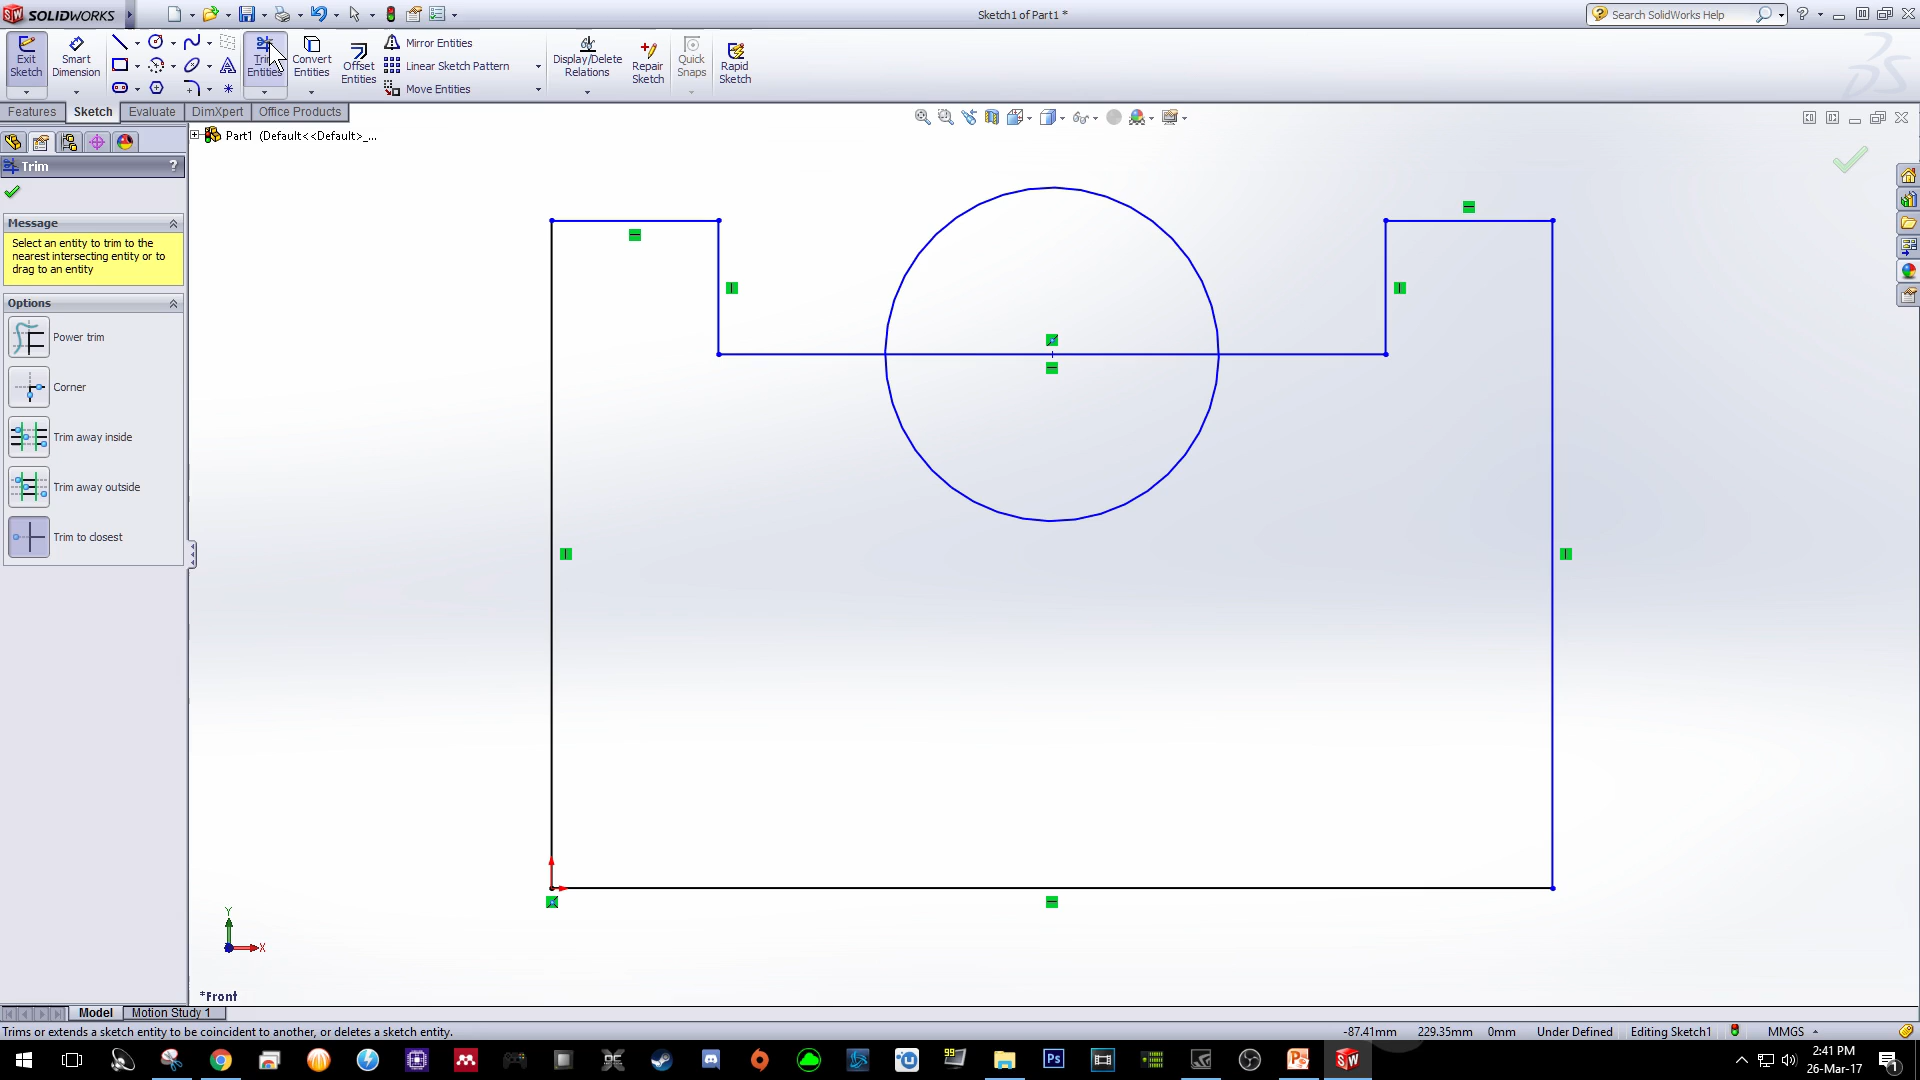 SOLIDWORKS
Sketch1 of Part1 *
Search SolidWorks Help
Exit Sketch
Smart Dimension
Trim Entities
Convert Entities
Offset Entities
Mirror Entities
Linear Sketch Pattern
Move Entities
Display/Delete Relations
Repair Sketch
Quick Snaps
Rapid Sketch
Features
Sketch
Evaluate
DimXpert
Office Products
Part1 (Default<<Default>_...
Trim
?
Message
Select an entity to trim to the
nearest intersecting entity or to
drag to an entity
Options
Power trim
Corner
Trim away inside
Trim away outside
Trim to closest
Y
X
*Front
Model
Motion Study 1
Trims or extends a sketch entity to be coincident to another, or deletes a sketch entity.
-87.41mm
229.35mm
0mm
Under Defined
Editing Sketch1
MMGS
99
Ps
2:41 PM
26-Mar-17
1